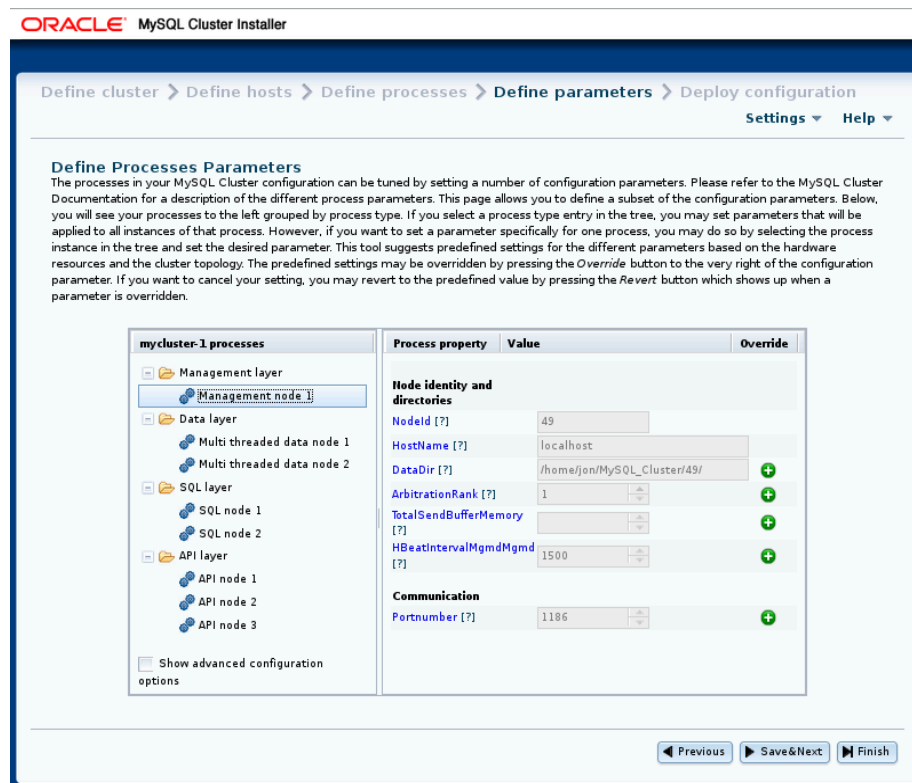 ORACLE® MySQL Cluster Installer
Define cluster > Define hosts > Define processes > Define parameters > Deploy configuration
Settings Help
Define Processes Parameters
The processes in your MySQL Cluster configuration can be tuned by setting a number of configuration parameters. Please refer to the MySQL Cluster
Documentation for a description of the different process parameters. This page allows you to define a subset of the configuration parameters. Below,
you will see your processes to the left grouped by process type. If you select a process type entry in the tree, you may set parameters that will be
applied to all instances of that process. However, if you want to set a parameter specifically for one process, you may do so by selecting the process
instance in the tree and set the desired parameter. This tool suggests predefined settings for the different parameters based on the hardware
resources and the cluster topology. The predefined settings may be overridden by pressing the Override button to the very right of the configuration
parameter. If you want to cancel your setting, you may revert to the predefined value by pressing the Revert button which shows up when a
parameter is overridden.
mycluster-1 processes
Management layer
Management node 1
Data layer
Multi threaded data node 1
Multi threaded data node 2
SQL layer
SQL node 1
SQL node 2
API layer
API node 1
API node 2
API node 3
Show advanced configuration
options
Process property Value Override
Node identity and
directories
NodeId [?] 49
HostName [?] localhost
DataDir [?] /home/jon/MySQL_Cluster/49/
ArbitrationRank [?] 1
TotalSendBufferMemory
[?]
HBeatIntervalMgmdMgmd
[?] 1500
Communication
Portnumber [?] 1186
Previous Save&Next Finish